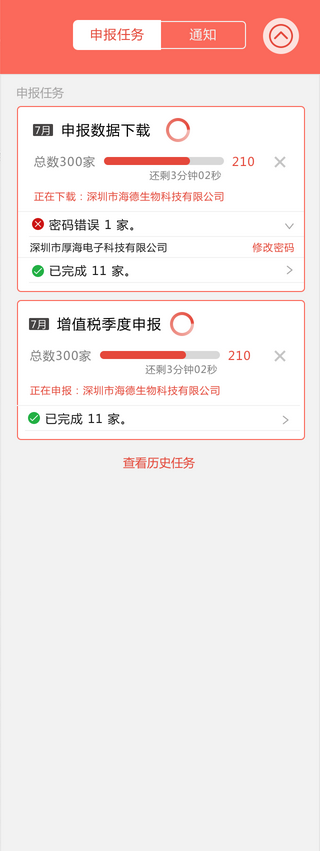 申报任务 通知
申报任务
7月 申报数据下载
总数300家 210
还剩3分钟02秒
正在下载：深圳市海德生物科技有限公司
密码错误 1 家。
深圳市厚海电子科技有限公司 修改密码
已完成 11 家。
7月 增值税季度申报
总数300家 210
还剩3分钟02秒
正在申报：深圳市海德生物科技有限公司
已完成 11 家。
查看历史任务